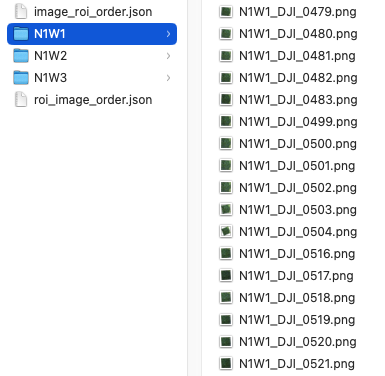 image_roi_order.json
N1W1
N1W2
N1W3
roi_image_order.json
N1W1_DJI_0479.png
N1W1_DJI_0480.png
N1W1_DJI_0481.png
N1W1_DJI_0482.png
N1W1_DJI_0483.png
N1W1_DJI_0499.png
N1W1_DJI_0500.png
N1W1_DJI_0501.png
N1W1_DJI_0502.png
N1W1_DJI_0503.png
N1W1_DJI_0504.png
N1W1_DJI_0516.png
N1W1_DJI_0517.png
N1W1_DJI_0518.png
N1W1_DJI_0519.png
N1W1_DJI_0520.png
N1W1_DJI_0521.png